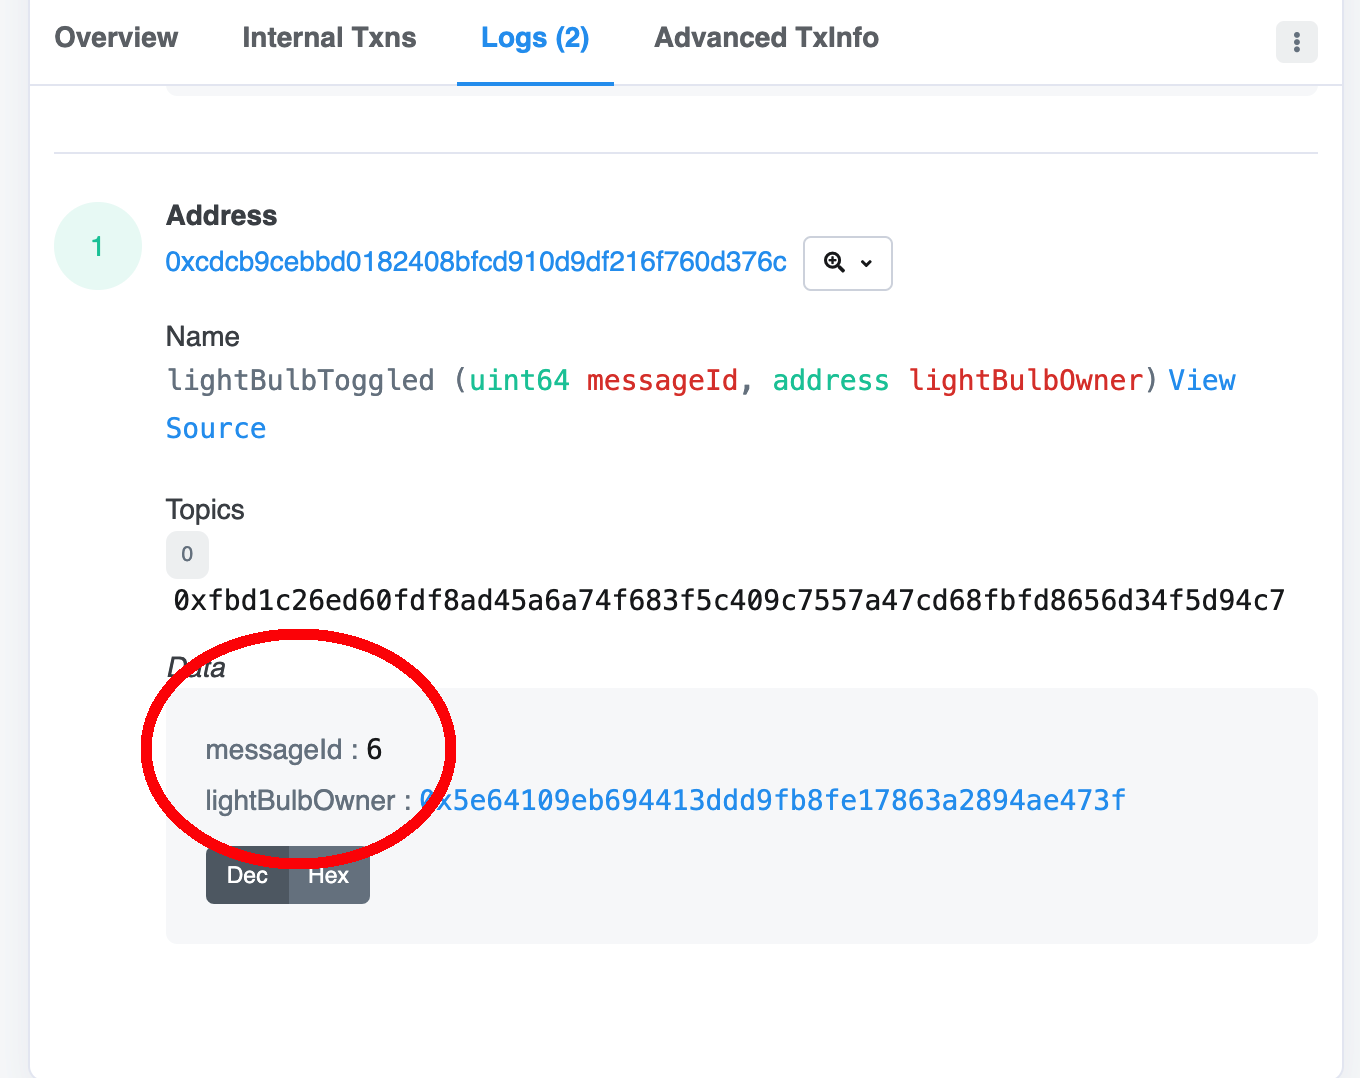 Overview Internal Txns Logs (2) Advanced TxInfo
1
Address
0xcdcb9cebbd0182408bfcd910d9df216f760d376c
Name
lightBulbToggled (uint64 messageId, address lightBulbOwner) View
Source
Topics
0
0xfbd1c26ed60fdf8ad45a6a74f683f5c409c7557a47cd68fbfd8656d34f5d94c7
Data
messageId : 6
lightBulbOwner : 0x5e64109eb694413ddd9fb8fe17863a2894ae473f
Dec Hex